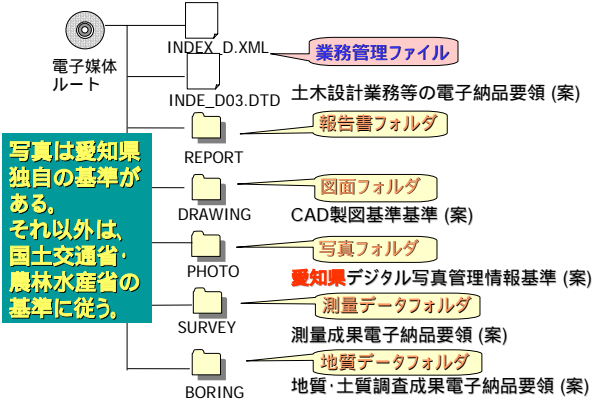 INDEX_D.XML
業務管理ファイル
電子媒体
ルート
INDE_D03.DTD
土木設計業務等の電子納品要領 (案)
報告書フォルダ
REPORT
写真は愛知県
独自の基準が
ある。
それ以外は、
国土交通省・
農林水産省の
基準に従う。
図面フォルダ
DRAWING
CAD製図基準基準 (案)
写真フォルダ
PHOTO
愛知県デジタル写真管理情報基準 (案)
測量データフォルダ
SURVEY
測量成果電子納品要領 (案)
地質データフォルダ
BORING
地質・土質調査成果電子納品要領 (案)